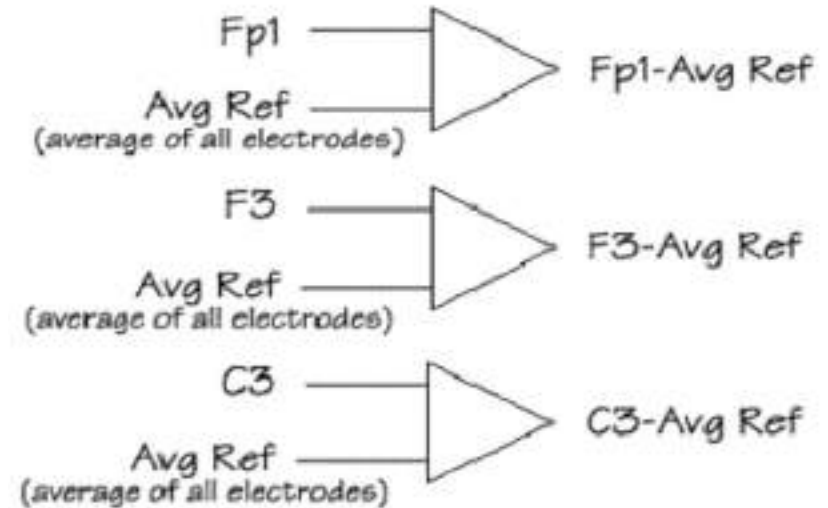 Fp1
Fp1-Avg Ref
Avg Ref
(average of all electrodes)
F3
F3-Avg Ref
Avg Ref
(average of all electrodes)
C3
C3-Avg Ref
Avg Ref
(average of all electrodes)